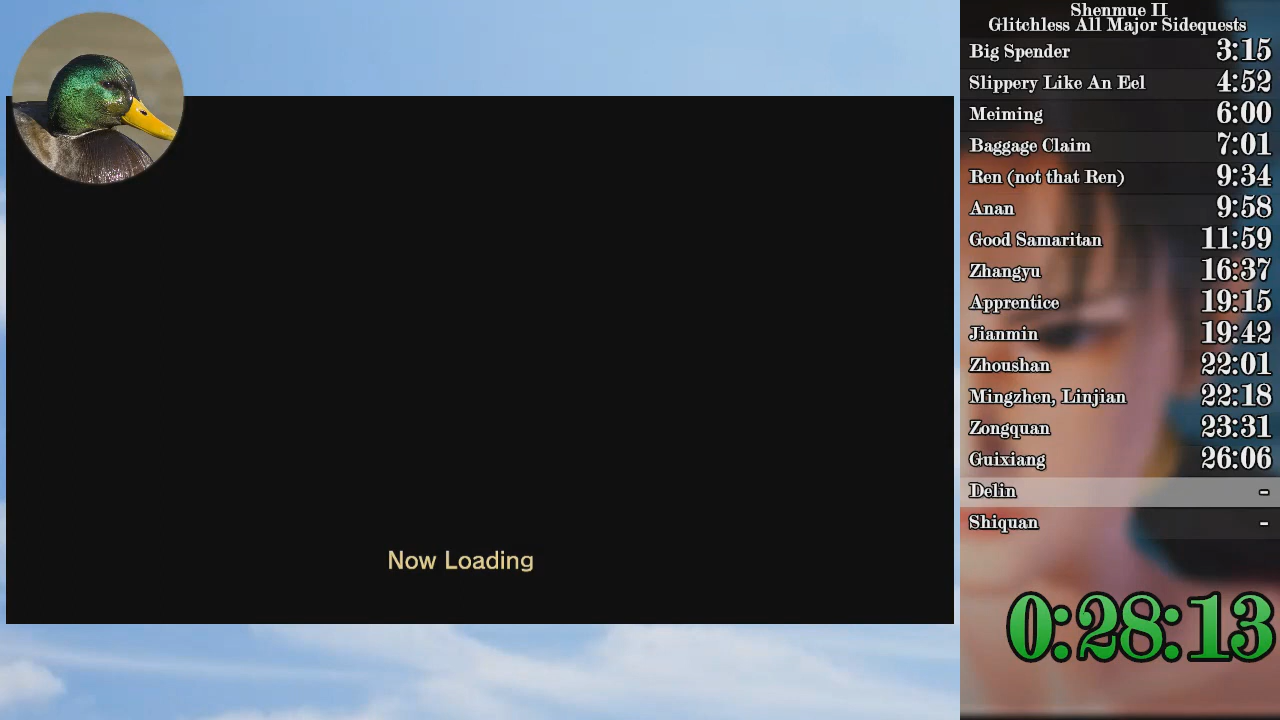 Shenmue II
Glitchless All Major Sidequests
Big Spender 3:15
Slippery Like An Eel 4:52
Meiming 6:00
Baggage Claim 7:01
Ren (not that Ren) 9:34
Anan 9:58
Good Samaritan 11:59
Zhangyu 16:37
Apprentice 19:15
Jianmin 19:42
Zhoushan 22:01
Mingzhen, Linjian 22:18
Zongquan 23:31
Guixiang 26:06
Delin -
Shiquan -
0:28:13
Now Loading